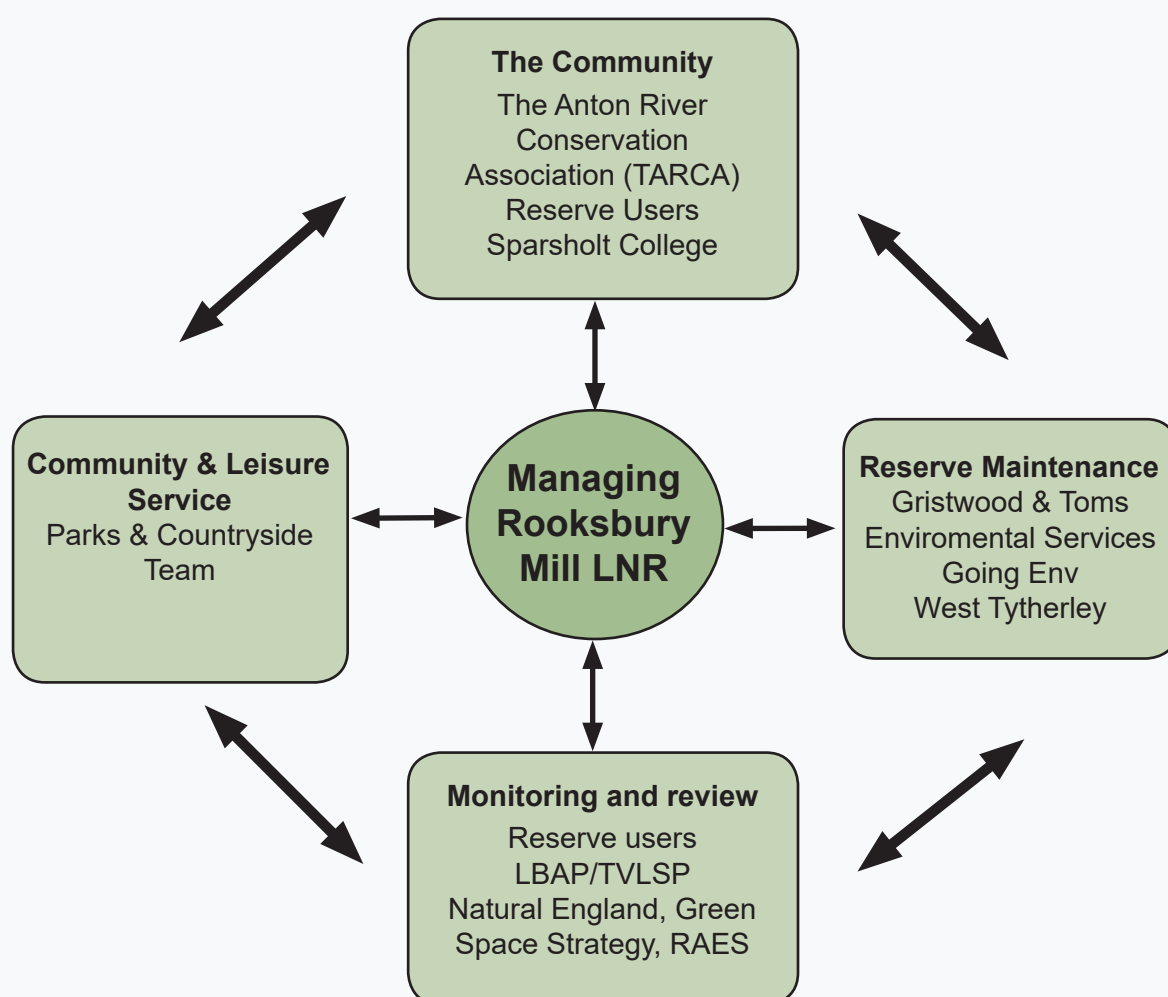 The Community
The Anton River
Conservation
Association (TARCA)
Reserve Users
Sparsholt College
Community & Leisure
Service
Parks & Countryside
Team
Managing
Rooksbury
Mill LNR
Reserve Maintenance
Gristwood & Toms
Enviromental Services
Going Env
West Tytherley
Monitoring and review
Reserve users
LBAP/TVLSP
Natural England, Green
Space Strategy, RAES